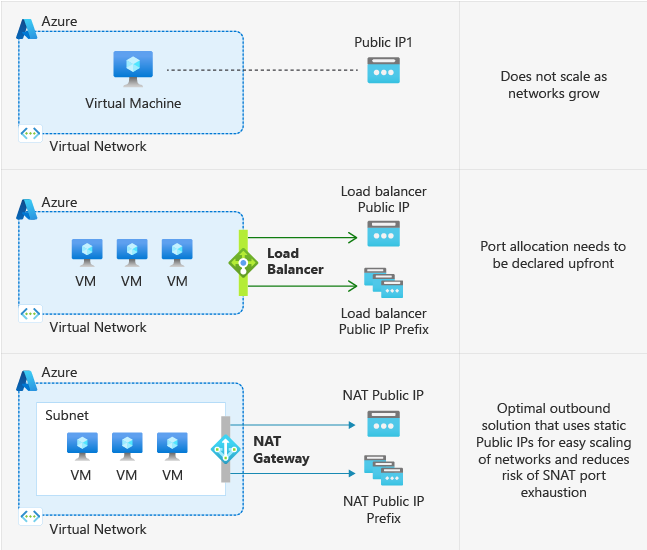 Azure
Public IP1
Virtual Machine
Virtual Network
Does not scale as
networks grow
Azure
Load balancer
Public IP
VM
VM
VM
Load
Balancer
Load balancer
Public IP Prefix
Virtual Network
Port allocation needs to
be declared upfront
Azure
Subnet
NAT Public IP
VM
VM
VM
NAT
Gateway
NAT Public IP
Prefix
Virtual Network
Optimal outbound
solution that uses static
Public IPs for easy scaling
of networks and reduces
risk of SNAT port
exhaustion